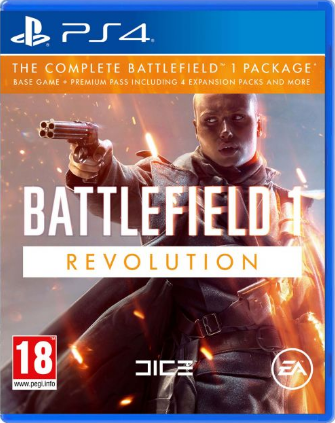 PS4
THE COMPLETE BATTLEFIELD™ 1 PACKAGE*
BASE GAME + PREMIUM PASS INCLUDING 4 EXPANSION PACKS AND MORE
BATTLEFIELD 1
REVOLUTION
18
www.pegi.info
DICE
EA